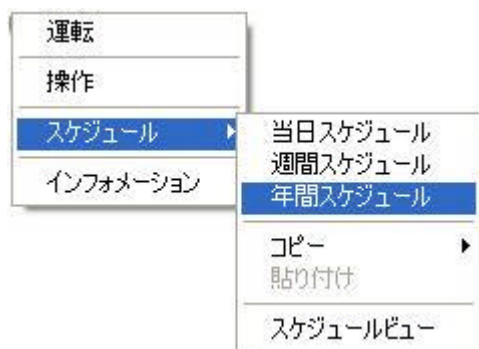 運転
操作
スケジュール
インフォメーション
当日スケジュール
週間スケジュール
年間スケジュール
コピー
貼り付け
スケジュールビュー